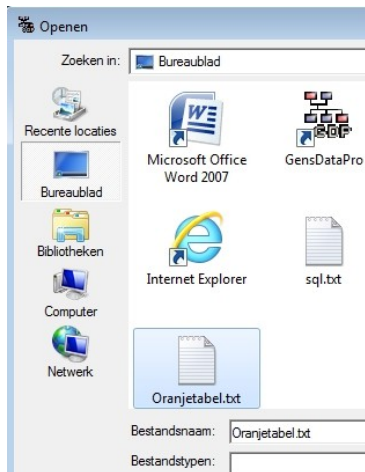 Openen
Zoeken in:
Bureaublad
Recente locaties
Bureaublad
Bibliotheken
Computer
Netwerk
Microsoft Office
Word 2007
GensDataPro
Internet Explorer
sql.txt
Oranjetabel.txt
Bestandsnaam:
Oranjetabel.txt
Bestandstypen: